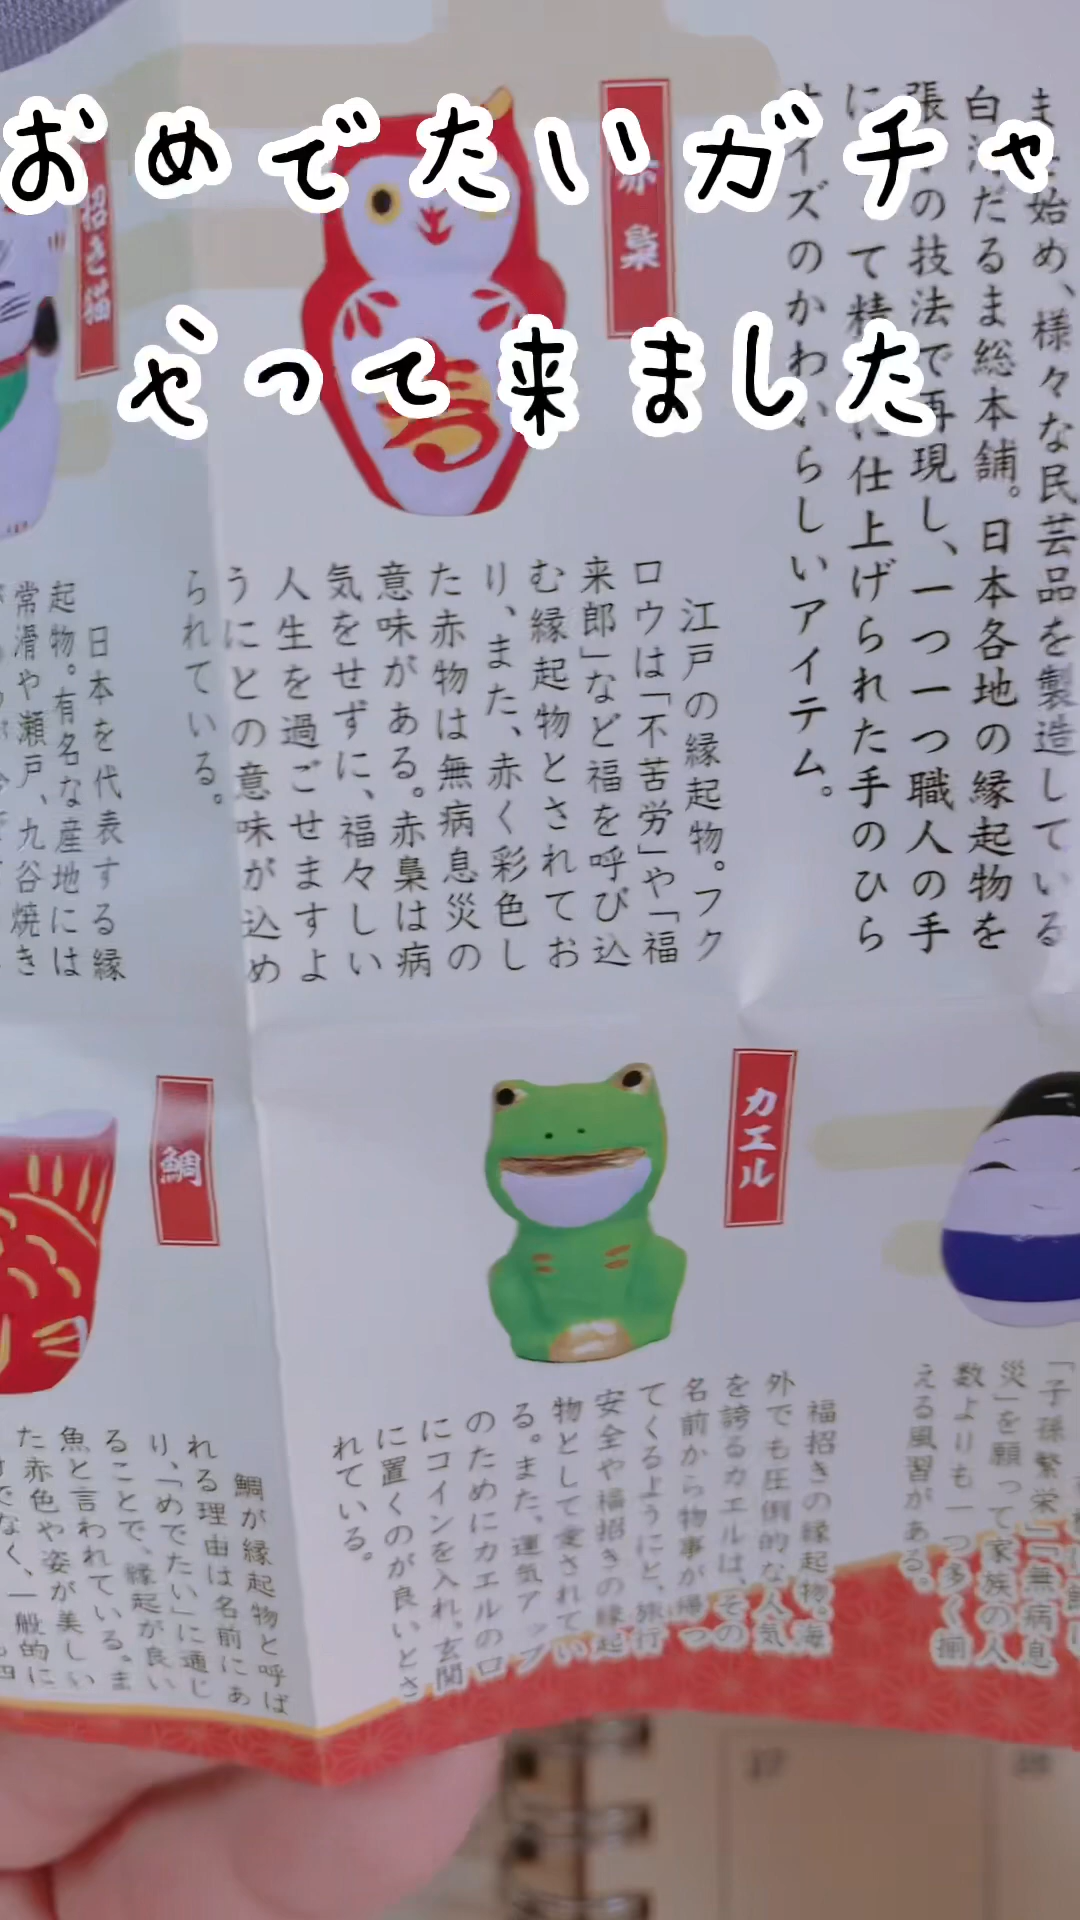 おめでたいガチャ
やって来ました
始め、様々な民芸品を製造している
だるま総本舗。日本各地の縁起物を
の技法で再現し、一つ一つ職人の手
仕上げられた手のひら
イズのかわいらしいアイテム。
赤梟
江戸の縁起物。フク
ロウは「不苦労」や「福
来郎」など福を呼び込
む縁起物とされてお
り、また、赤く彩色し
た赤物は無病息災の
意味がある。赤梟は病
気をせずに、福々しい
人生を過ごせますよ
うにとの意味が込め
られている。
招き猫
日本を代表する縁
起物。有名な産地には
常滑や瀬戸、九谷焼き
「子孫繁栄」「無病息
災」を願って家族の人
数よりも一つ多く揃
える風習がある。
カエル
福招きの縁起物。海
外でも圧倒的な人気
を誇るカエルは、その
名前から物事が帰っ
てくるようにと、旅行
安全や福招きの縁起
物として愛されてい
る。また、運気アップ
のためにカエルの口
にコインを入れ、玄関
に置くのが良いとさ
れている。
鯛
鯛が縁起物と呼ば
れる理由は名前にあ
り、「めでたい」に通じ
ることで、縁起が良い
魚と言われている。ま
た赤色や姿が美しい
でなく、一般的に
17